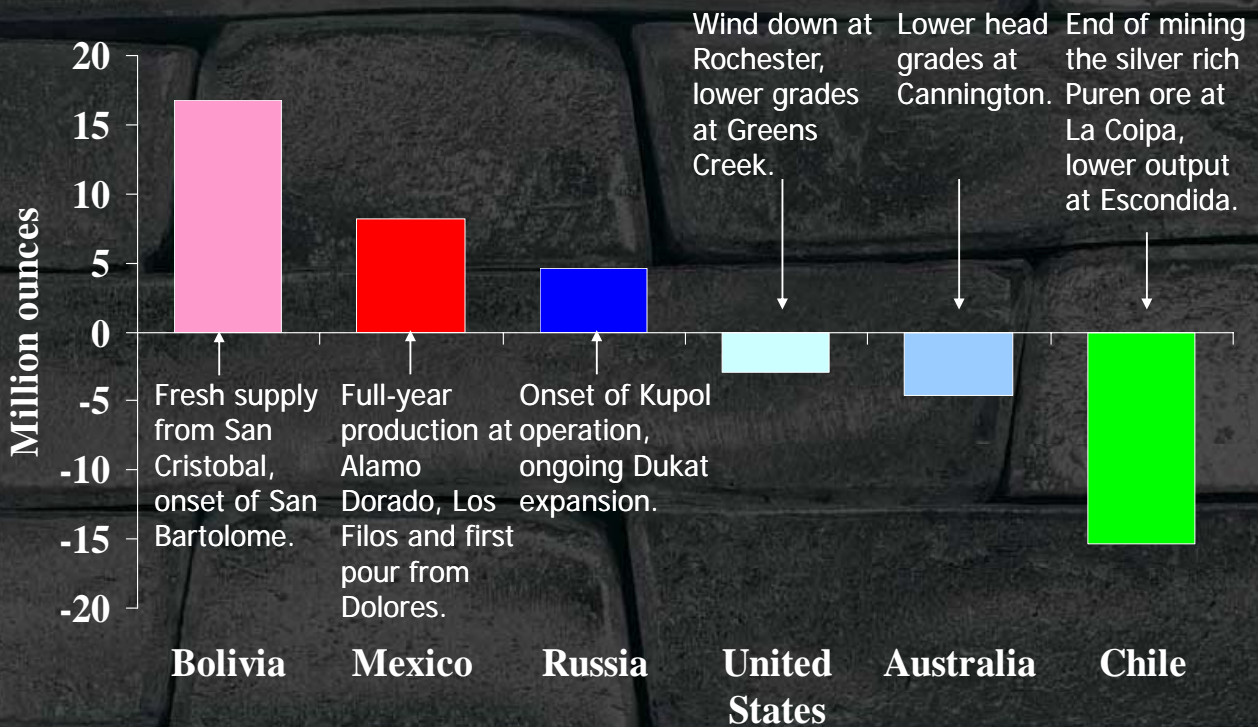 Million ounces
20
15
10
5
0
-5
-10
-15
-20
Wind down at
Rochester,
lower grades
at Greens
Creek.
Lower head
grades at
Cannington.
End of mining
the silver rich
Puren ore at
La Coipa,
lower output
at Escondida.
Fresh supply
from San
Cristobal,
onset of San
Bartolome.
Full-year
production at
Alamo
Dorado, Los
Filos and first
pour from
Dolores.
Onset of Kupol
operation,
ongoing Dukat
expansion.
Bolivia
Mexico
Russia
United
States
Australia
Chile